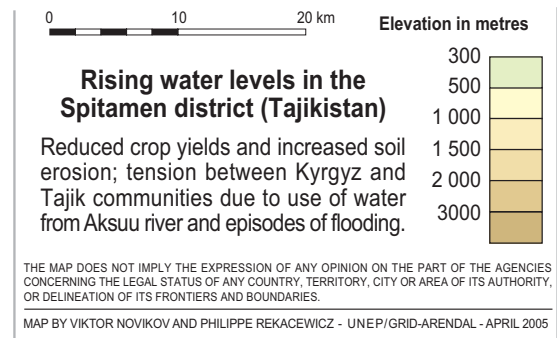 0 10 20 km
Elevation in metres
300
500
1 000
1 500
2 000
3000
Rising water levels in the
Spitamen district (Tajikistan)
Reduced crop yields and increased soil
erosion; tension between Kyrgyz and
Tajik communities due to use of water
from Aksuu river and episodes of flooding.
THE MAP DOES NOT IMPLY THE EXPRESSION OF ANY OPINION ON THE PART OF THE AGENCIES
CONCERNING THE LEGAL STATUS OF ANY COUNTRY, TERRITORY, CITY OR AREA OF ITS AUTHORITY,
OR DELINEATION OF ITS FRONTIERS AND BOUNDARIES.
MAP BY VIKTOR NOVIKOV AND PHILIPPE REKACEWICZ - UNEP/GRID-ARENDAL - APRIL 2005